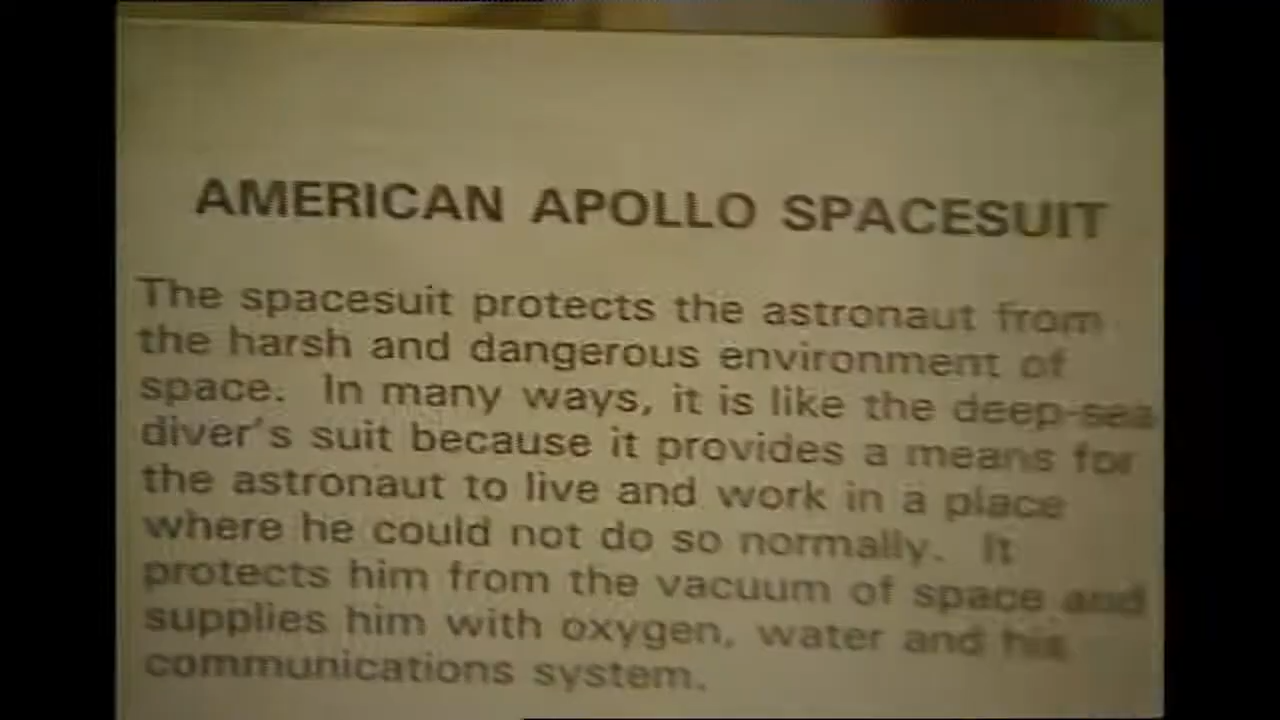 AMERICAN APOLLO SPACESUIT
The spacesuit protects the astronaut from
the harsh and dangerous environment of
space. In many ways, it is like the deep-sea
diver's suit because it provides a means for
the astronaut to live and work in a place
where he could not do so normally. It
protects him from the vacuum of space and
supplies him with oxygen, water and his
communications system.